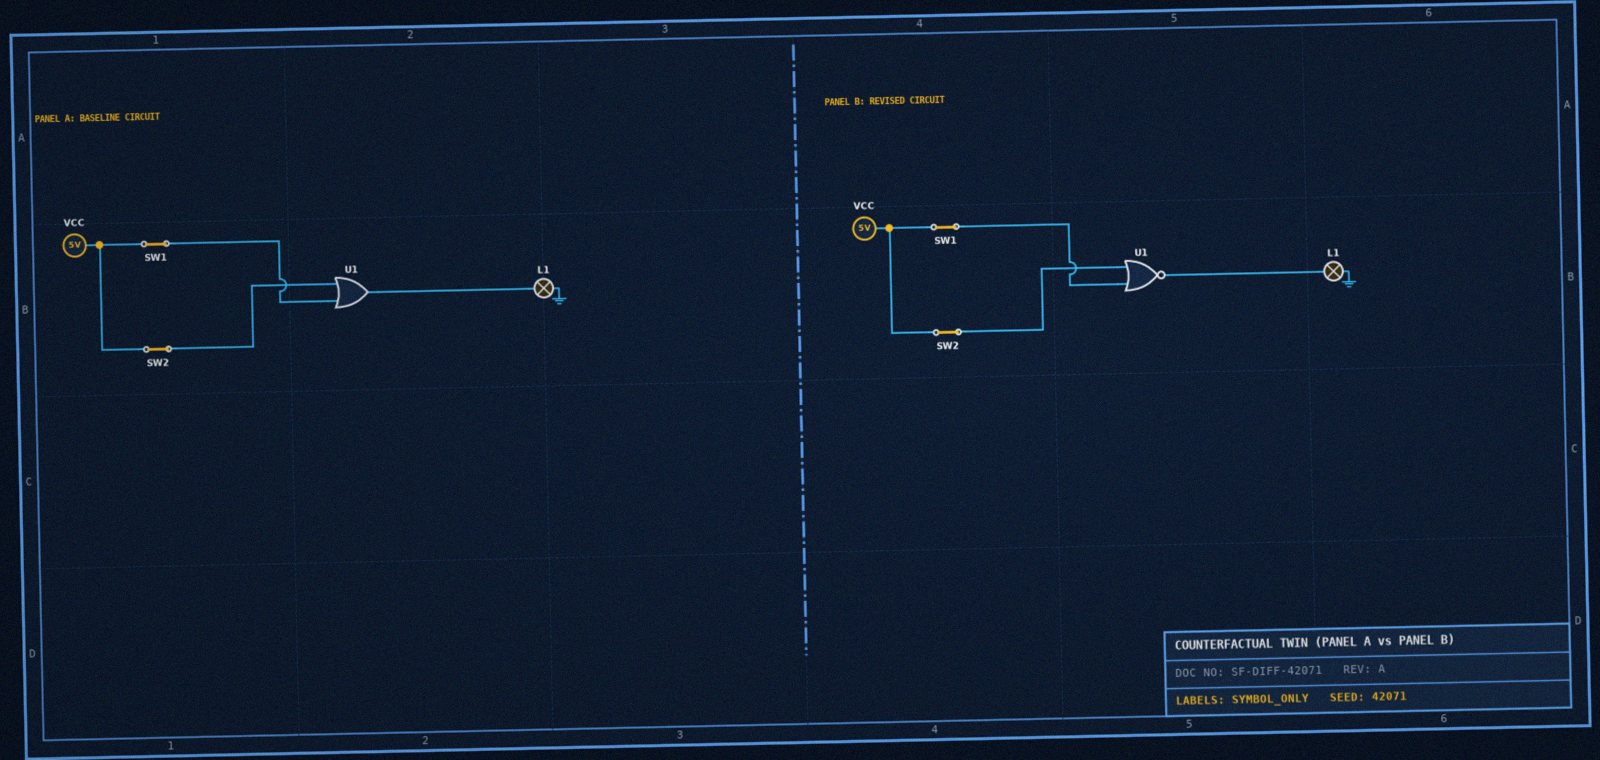 1 2 3 4 5 6
A A
PANEL A: BASELINE CIRCUIT
PANEL B: REVISED CIRCUIT
VCC
5V
SW1
SW2
U1
L1
VCC
5V
SW1
SW2
U1
L1
B B
C C
D D
COUNTERFACTUAL TWIN (PANEL A vs PANEL B)
DOC NO: SF-DIFF-42071 REV: A
LABELS: SYMBOL_ONLY SEED: 42071
1 2 3 4 5 6